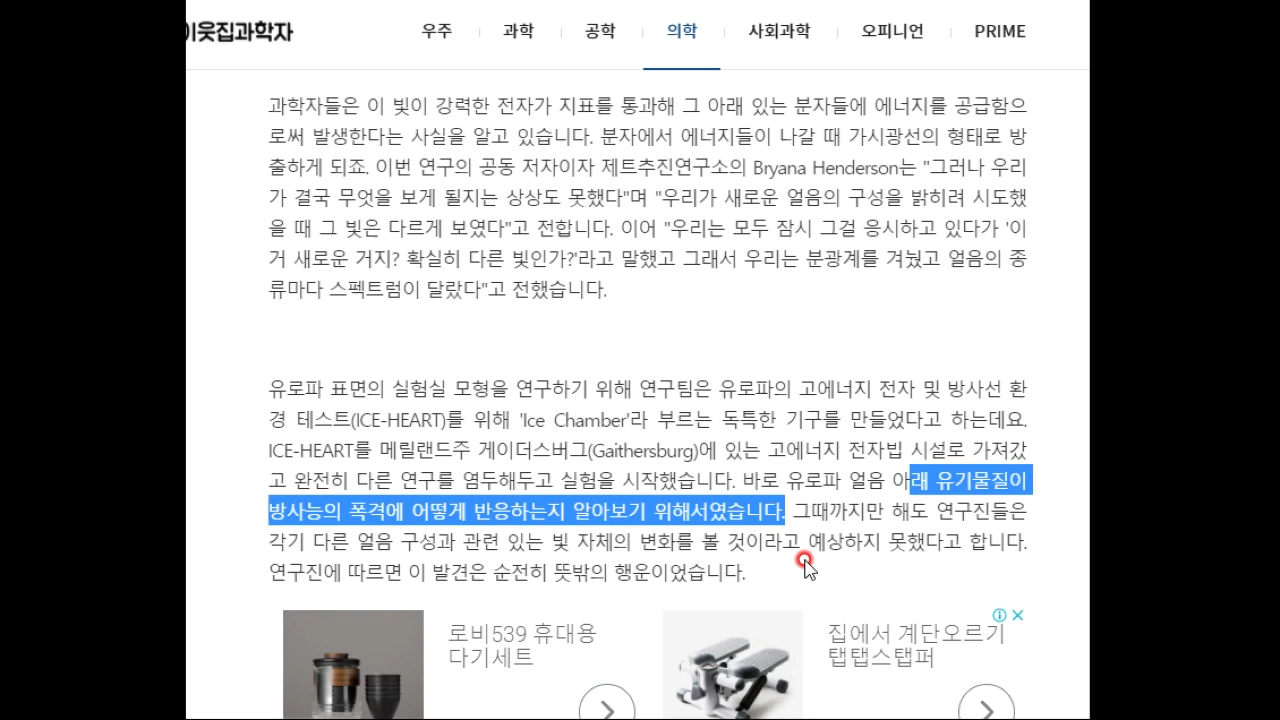 이웃집과학자
우주 과학 공학 의학 사회과학 오피니언 PRIME
과학자들은 이 빛이 강력한 전자가 지표를 통과해 그 아래 있는 분자들에 에너지를 공급함으
로써 발생한다는 사실을 알고 있습니다. 분자에서 에너지들이 나갈 때 가시광선의 형태로 방
출하게 되죠. 이번 연구의 공동 저자이자 제트추진연구소의 Bryana Henderson는 "그러나 우리
가 결국 무엇을 보게 될지는 상상도 못했다"며 "우리가 새로운 얼음의 구성을 밝히려 시도했
을 때 그 빛은 다르게 보였다"고 전합니다. 이어 "우리는 모두 잠시 그걸 응시하고 있다가 '이
거 새로운 거지? 확실히 다른 빛인가?'라고 말했고 그래서 우리는 분광계를 겨눴고 얼음의 종
류마다 스펙트럼이 달랐다"고 전했습니다.
유로파 표면의 실험실 모형을 연구하기 위해 연구팀은 유로파의 고에너지 전자 및 방사선 환
경 테스트(ICE-HEART)를 위해 'Ice Chamber'라 부르는 독특한 기구를 만들었다고 하는데요.
ICE-HEART를 메릴랜드주 게이더스버그(Gaithersburg)에 있는 고에너지 전자빕 시설로 가져갔
고 완전히 다른 연구를 염두해두고 실험을 시작했습니다. 바로 유로파 얼음 아래 유기물질이
방사능의 폭격에 어떻게 반응하는지 알아보기 위해서였습니다. 그때까지만 해도 연구진들은
각기 다른 얼음 구성과 관련 있는 빛 자체의 변화를 볼 것이라고 예상하지 못했다고 합니다.
연구진에 따르면 이 발견은 순전히 뜻밖의 행운이었습니다.
로비539 휴대용
다기세트
집에서 계단오르기
탭탭스탭퍼